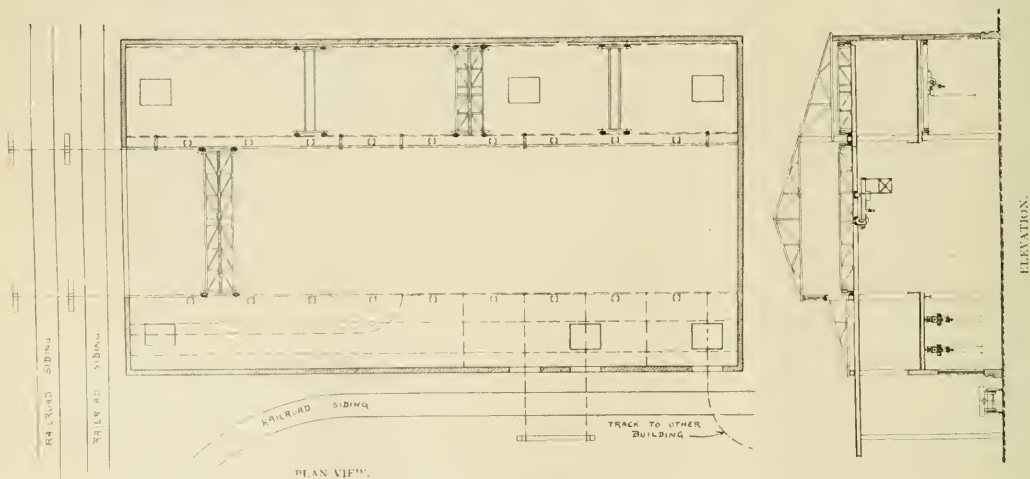 RAILROAD SIDING
RAILROAD SIDING
RAILROAD SIDING
TRACK TO OTHER
BUILDING
PLAN VIEW.
ELEVATION.